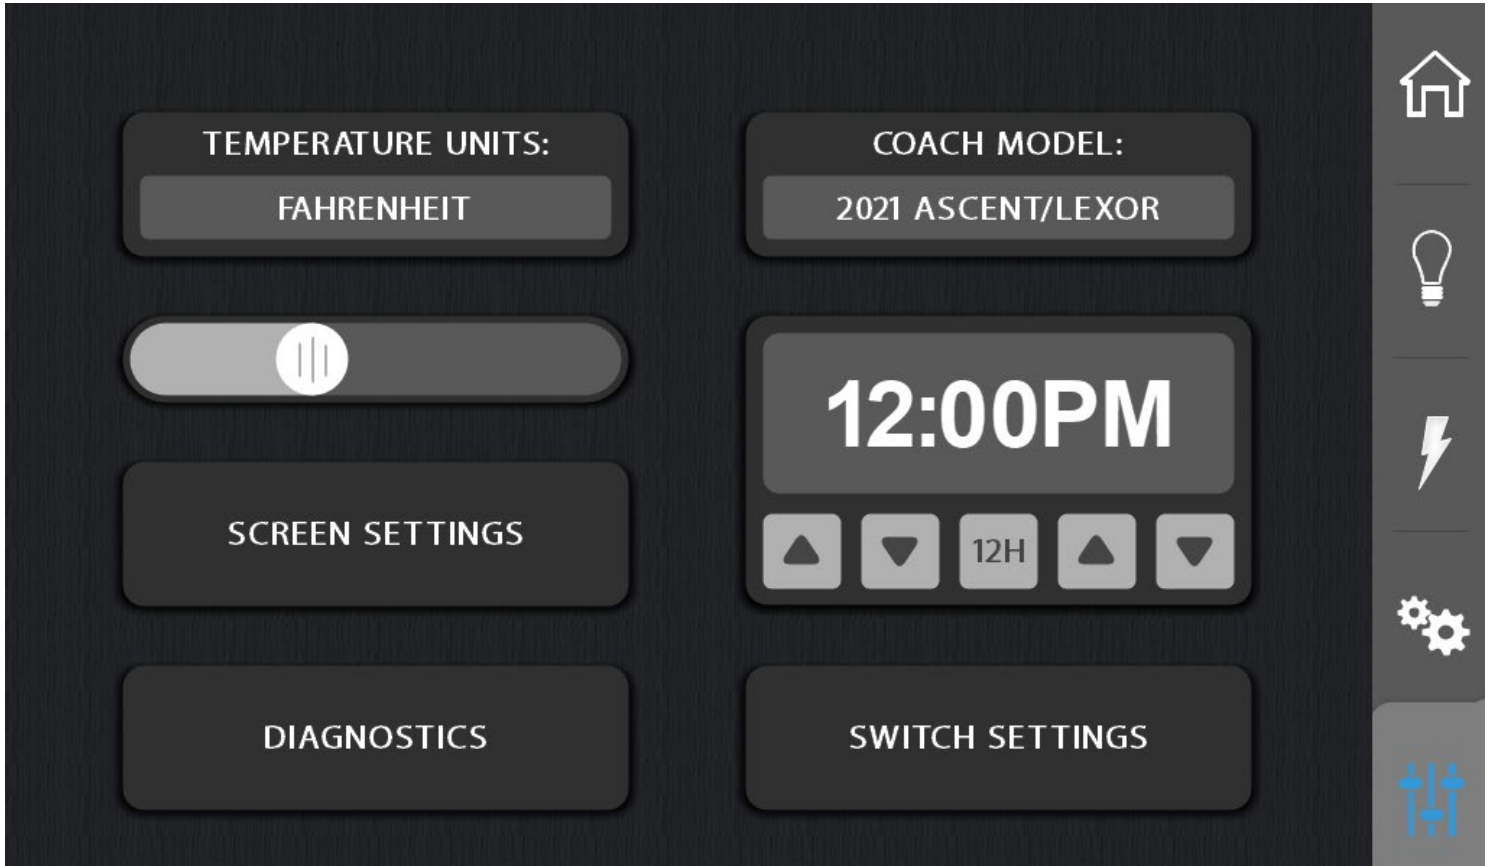 TEMPERATURE UNITS:
FAHRENHEIT
COACH MODEL:
2021 ASCENT/LEXOR
12:00PM
12H
SCREEN SETTINGS
DIAGNOSTICS
SWITCH SETTINGS